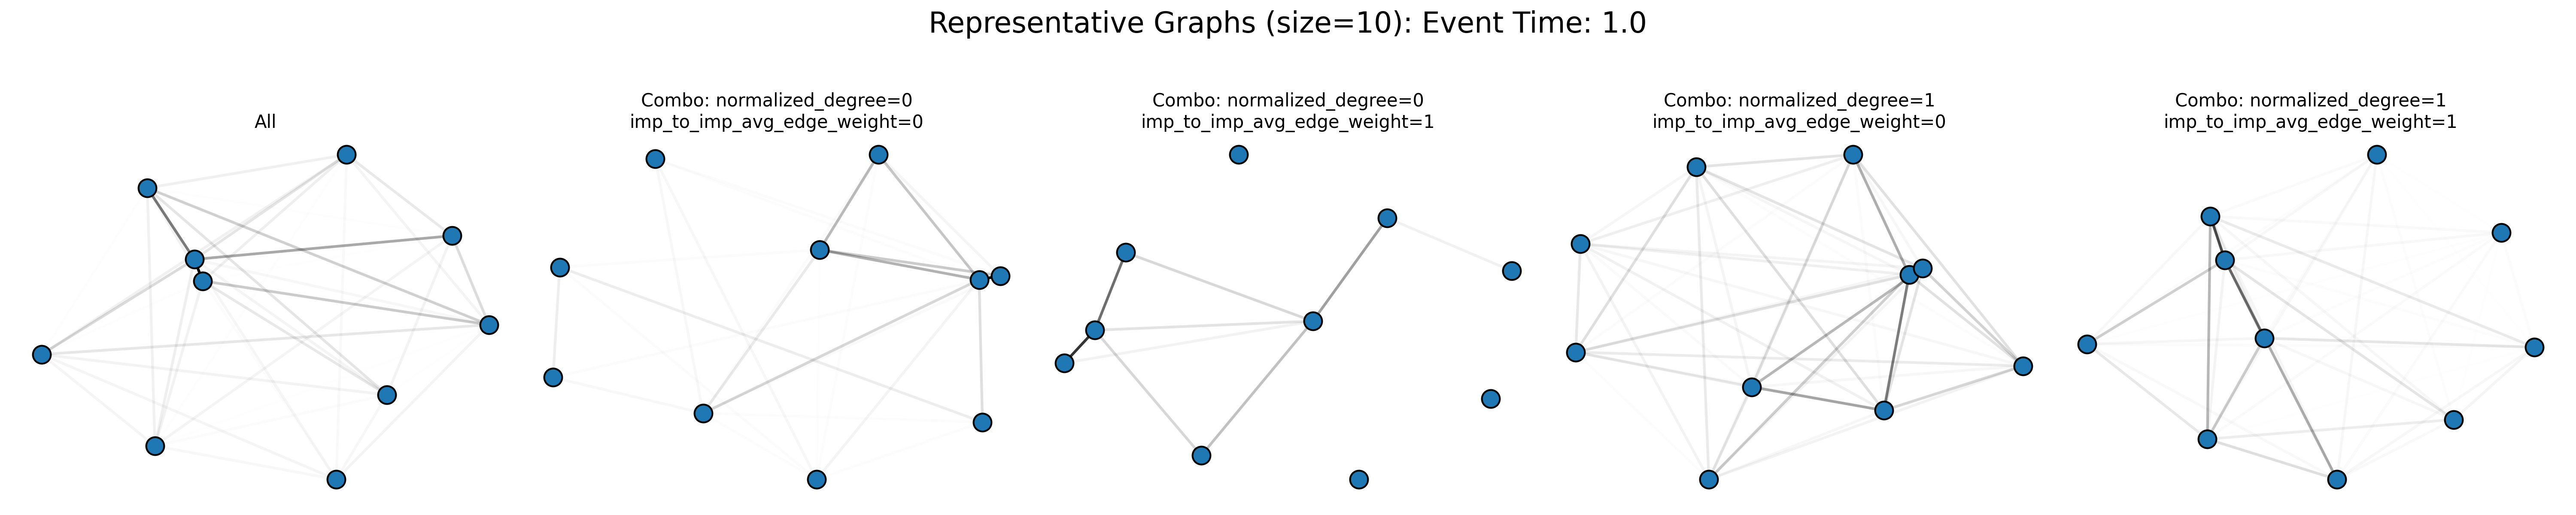 Representative Graphs (size=10): Event Time: 1.0
All
Combo: normalized_degree=0
imp_to_imp_avg_edge_weight=0
Combo: normalized_degree=0
imp_to_imp_avg_edge_weight=1
Combo: normalized_degree=1
imp_to_imp_avg_edge_weight=0
Combo: normalized_degree=1
imp_to_imp_avg_edge_weight=1